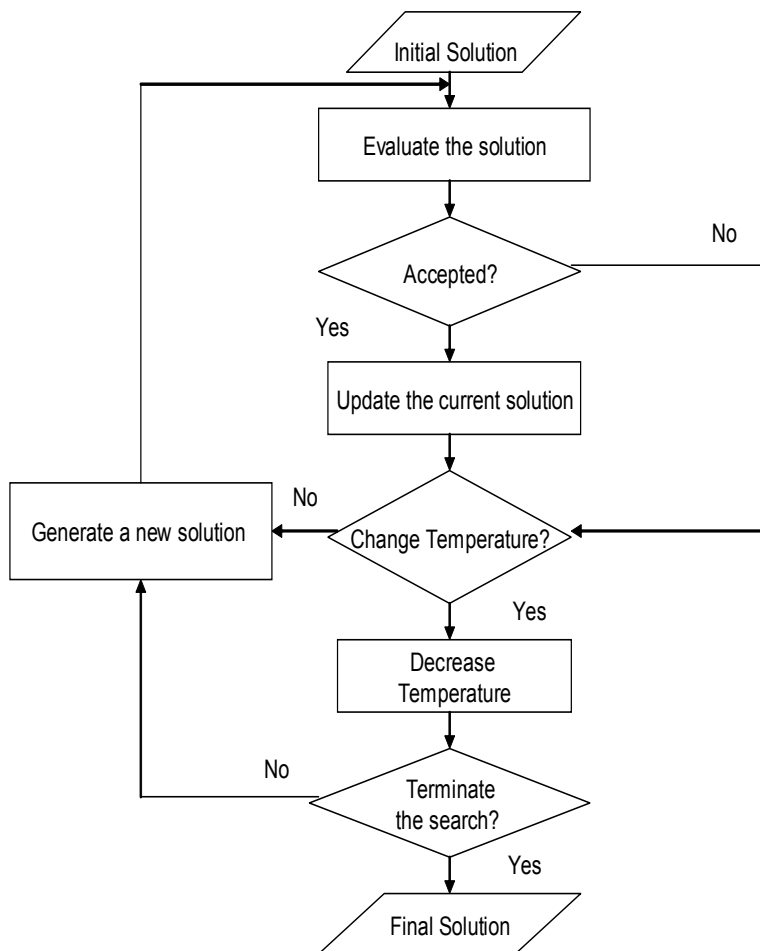 Initial Solution
Evaluate the solution
No
Accepted?
Yes
Update the current solution
No
Generate a new solution
Change Temperature?
Yes
Decrease
Temperature
No
Terminate
the search?
Yes
Final Solution